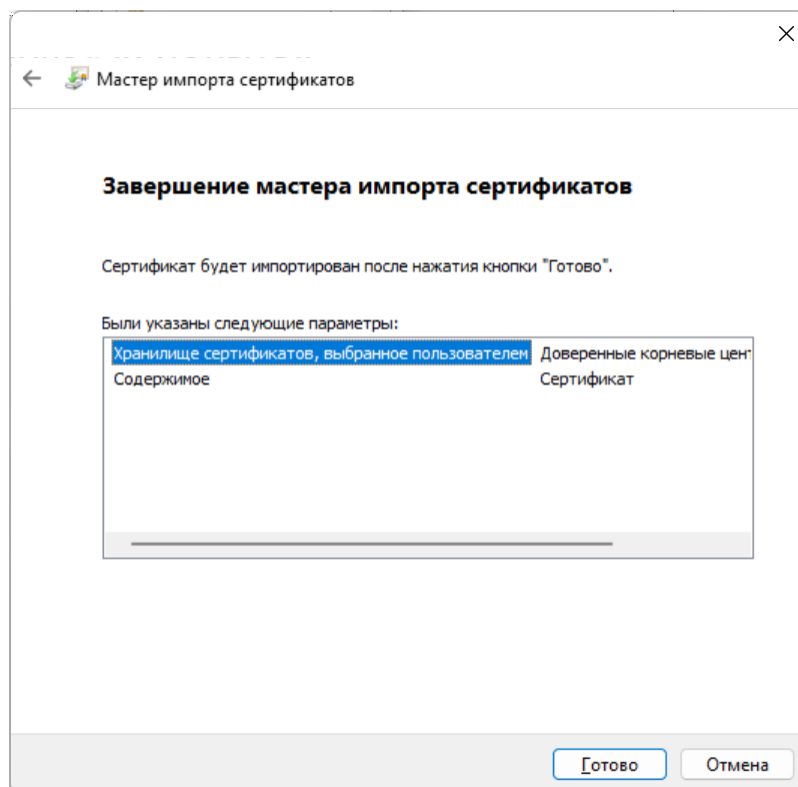 Мастер импорта сертификатов
Завершение мастера импорта сертификатов
Сертификат будет импортирован после нажатия кнопки "Готово".
Были указаны следующие параметры:
Хранилище сертификатов, выбранное пользователем Доверенные корневые
Содержимое Сертификат
Готово Отмена